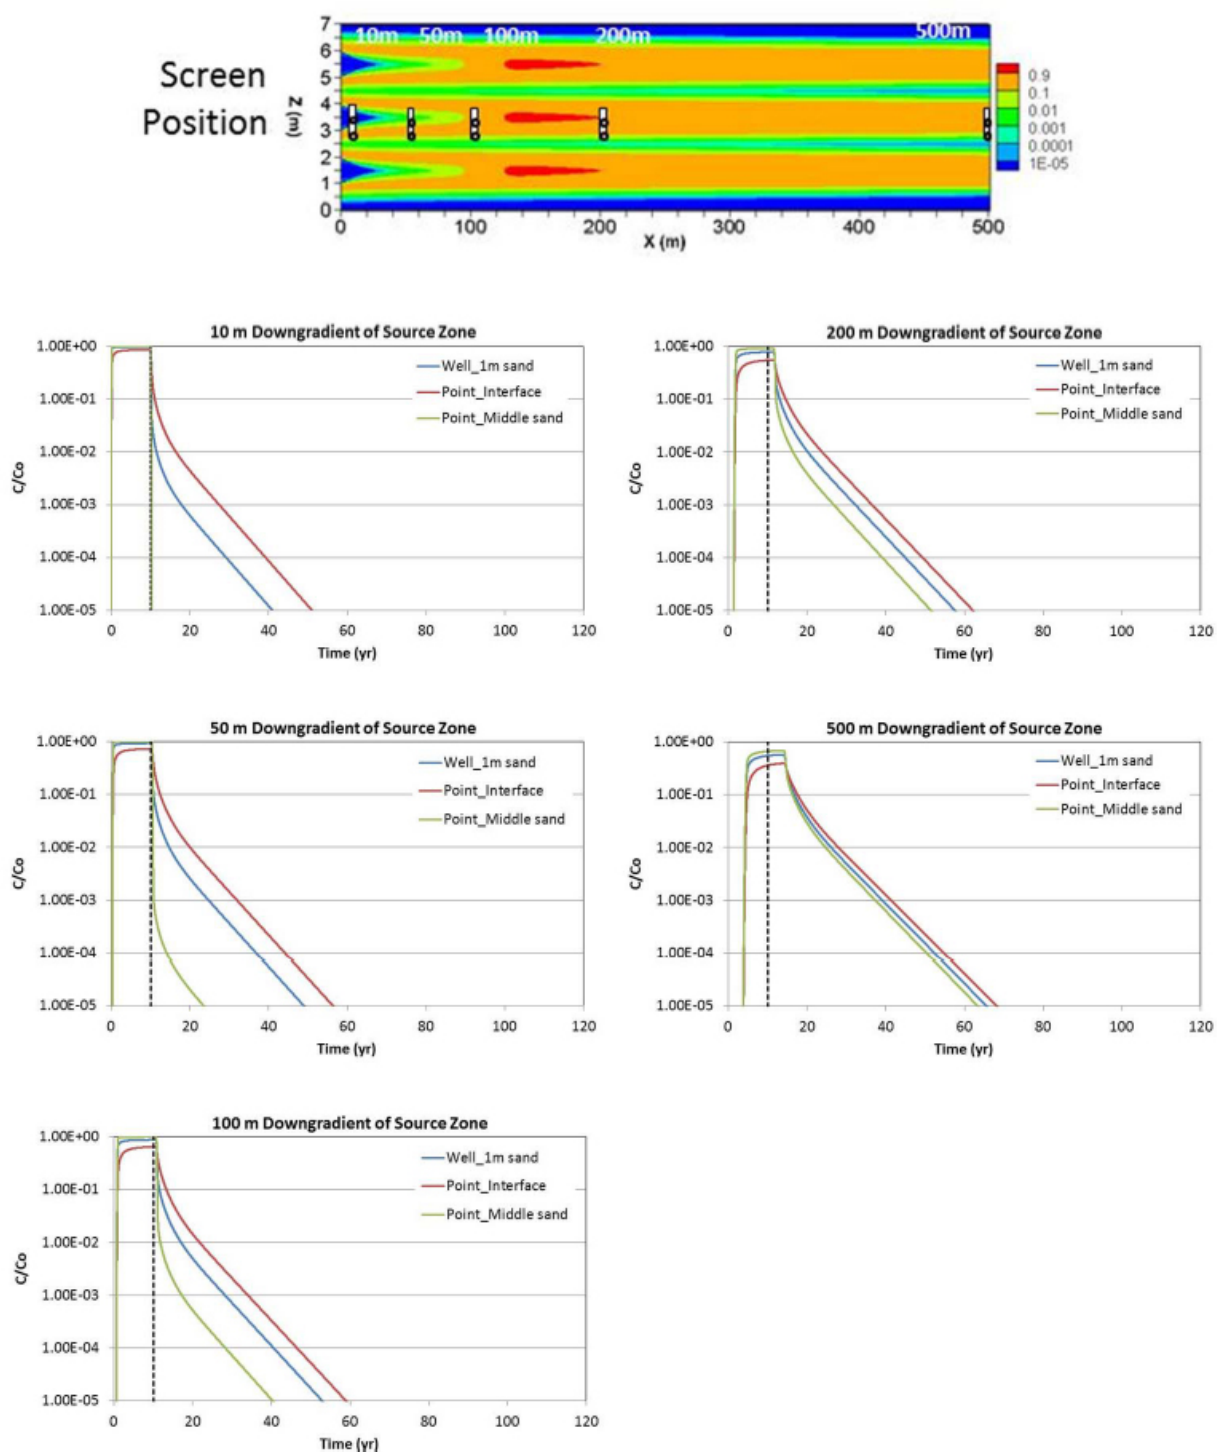 Screen
Position
10m 50m 100m 200m 500m
7
6
5
4
3
2
1
0
Z (m)
0 100 200 300 400 500
X (m)
0.9
0.1
0.01
0.001
0.0001
1E-05
10 m Downgradient of Source Zone
1.00E+00
1.00E-01
1.00E-02
1.00E-03
1.00E-04
1.00E-05
C/Co
0 20 40 60 80 100 120
Time (yr)
Well_1m sand
Point_Interface
Point_Middle sand
200 m Downgradient of Source Zone
1.00E+00
1.00E-01
1.00E-02
1.00E-03
1.00E-04
1.00E-05
C/Co
0 20 40 60 80 100 120
Time (yr)
Well_1m sand
Point_Interface
Point_Middle sand
50 m Downgradient of Source Zone
1.00E+00
1.00E-01
1.00E-02
1.00E-03
1.00E-04
1.00E-05
C/Co
0 20 40 60 80 100 120
Time (yr)
Well_1m sand
Point_Interface
Point_Middle sand
500 m Downgradient of Source Zone
1.00E+00
1.00E-01
1.00E-02
1.00E-03
1.00E-04
1.00E-05
C/Co
0 20 40 60 80 100 120
Time (yr)
Well_1m sand
Point_Interface
Point_Middle sand
100 m Downgradient of Source Zone
1.00E+00
1.00E-01
1.00E-02
1.00E-03
1.00E-04
1.00E-05
C/Co
0 20 40 60 80 100 120
Time (yr)
Well_1m sand
Point_Interface
Point_Middle sand